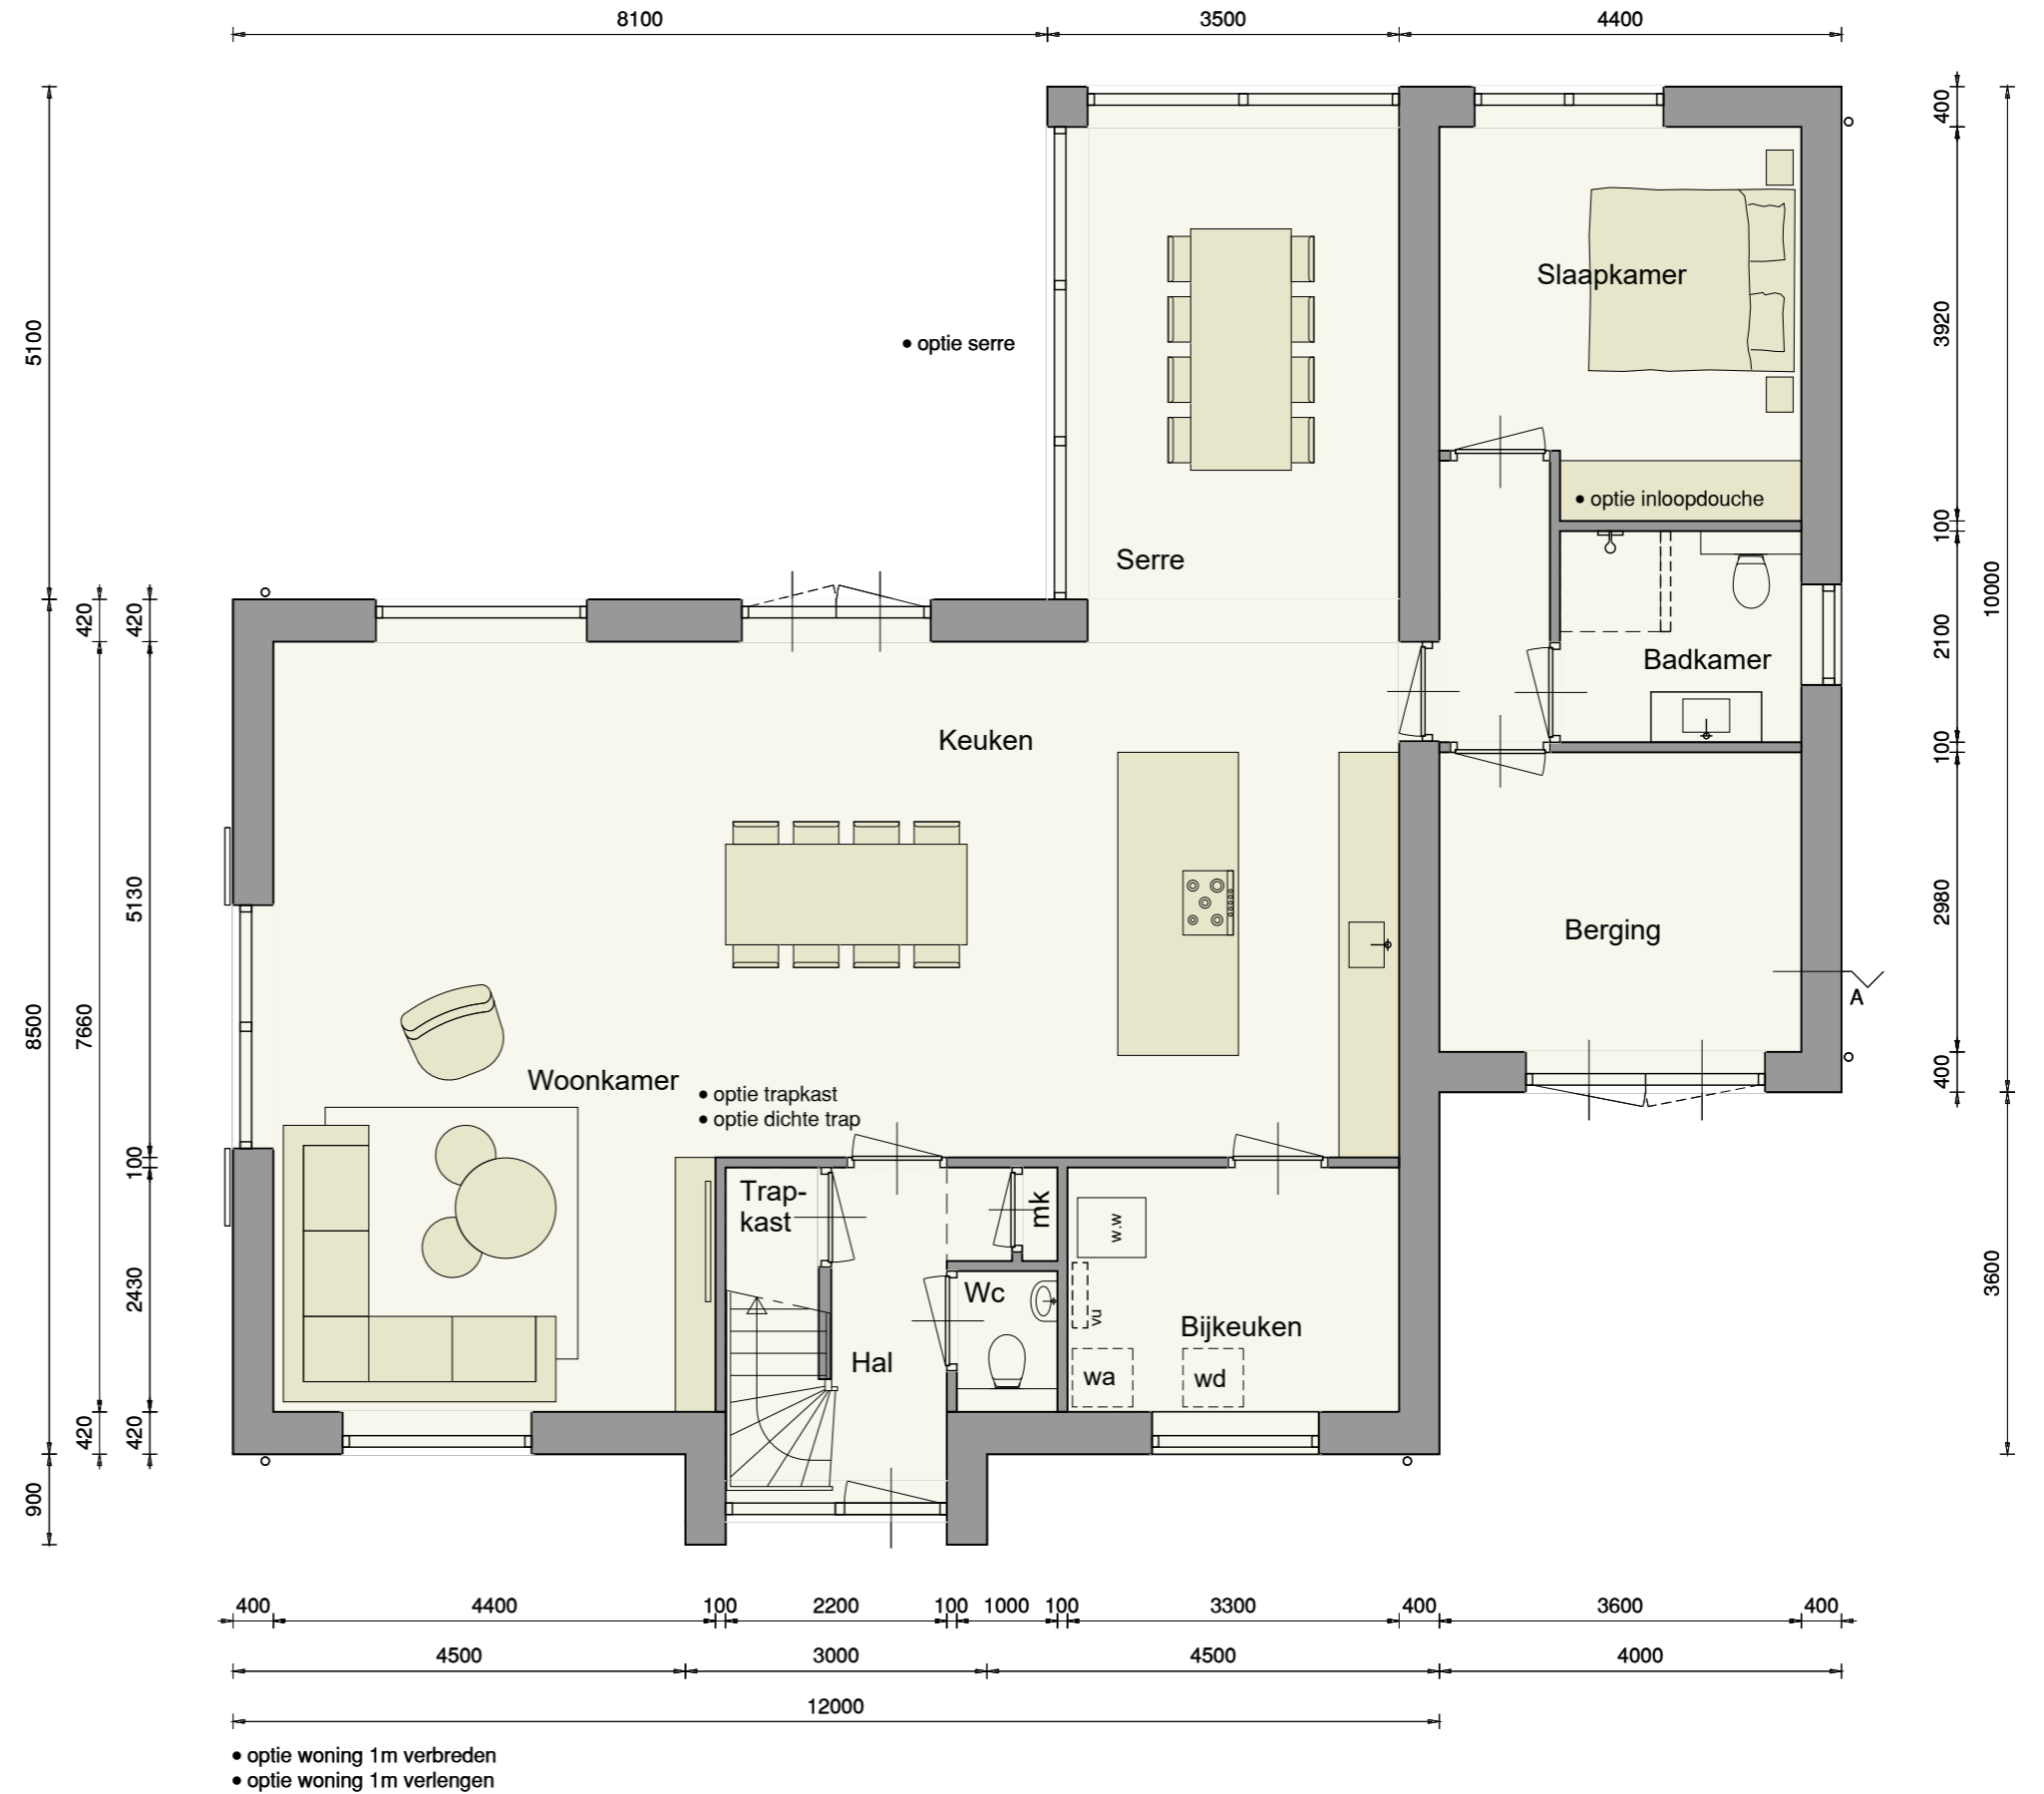 8100
3500
4400
400
5100
Slaapkamer
3920
• optie serre
• optie inloopdouche
100
Serre
10000
420
420
2100
Badkamer
Keuken
100
5130
2980
Berging
A
8500
7660
Woonkamer
• optie trapkast
• optie dichte trap
400
100
Trap-
kast
mk
w.w
2430
Wc
vu
Bijkeuken
3600
Hal
wa
wd
420
420
900
400
4400
100
2200
100
1000
100
3300
400
3600
400
4500
3000
4500
4000
12000
• optie woning 1m verbreden
• optie woning 1m verlengen